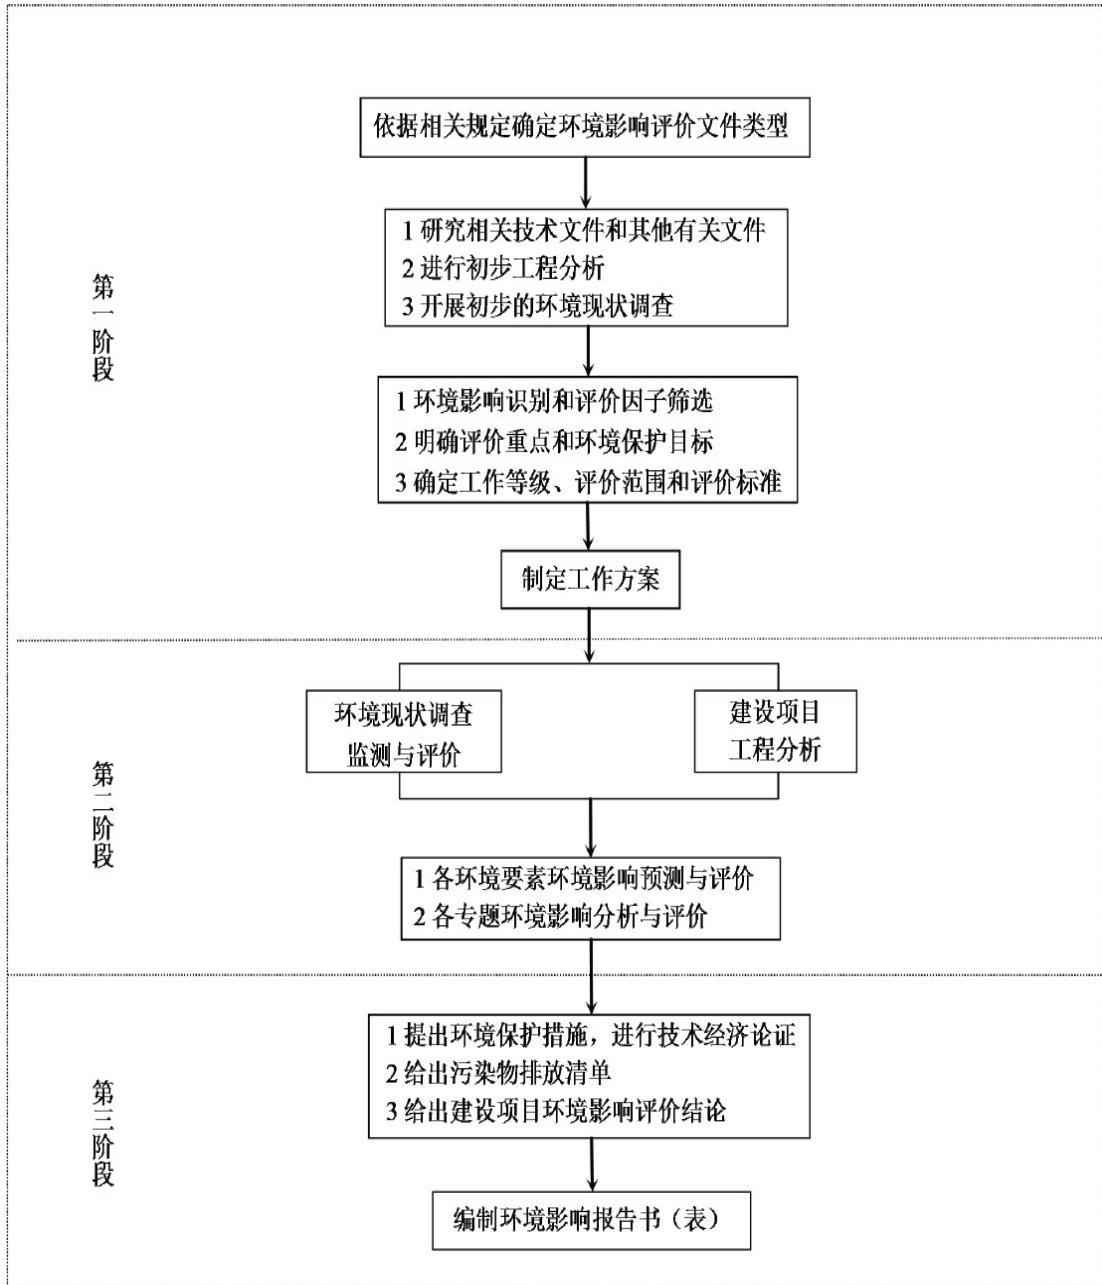 依据相关规定确定环境影响评价文件类型
1 研究相关技术文件和其他有关文件
2 进行初步工程分析
3 开展初步的环境现状调查
第一阶段
1 环境影响识别和评价因子筛选
2 明确评价重点和环境保护目标
3 确定工作等级、评价范围和评价标准
制定工作方案
环境现状调查
监测与评价
建设项目
工程分析
第二阶段
1 各环境要素环境影响预测与评价
2 各专题环境影响分析与评价
1 提出环境保护措施，进行技术经济论证
2 给出污染物排放清单
3 给出建设项目环境影响评价结论
第三阶段
编制环境影响报告书（表）